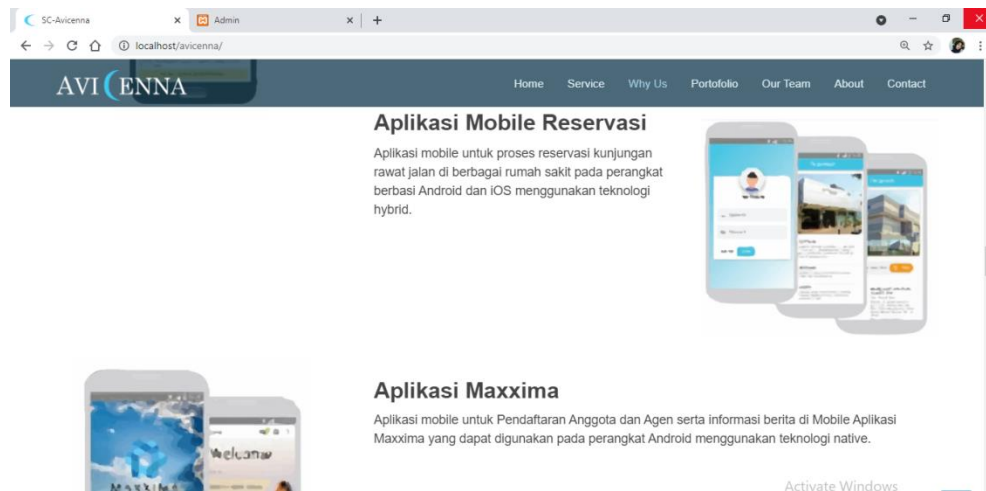 SC-Avicenna
Admin
localhost/avicenna/
AVICENNA
Home Service Why Us Portofolio Our Team About Contact
Aplikasi Mobile Reservasi
Aplikasi mobile untuk proses reservasi kunjungan
rawat jalan di berbagai rumah sakit pada perangkat
berbasi Android dan iOS menggunakan teknologi
hybrid.
Aplikasi Maxxima
Aplikasi mobile untuk Pendaftaran Anggota dan Agen serta informasi berita di Mobile Aplikasi
Maxxima yang dapat digunakan pada perangkat Android menggunakan teknologi native.
Welcome
MAXXIMA
Activate Windows